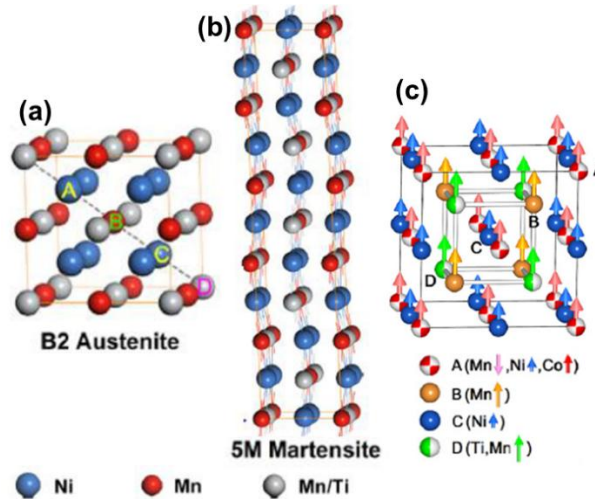 (a)
A
B
C
D
B2 Austenite
(b)
5M Martensite
(c)
A
B
C
D
A (Mn↓,Ni↑,Co↑)
B (Mn↑)
C (Ni↑)
D (Ti,Mn↑)
Ni
Mn
Mn/Ti